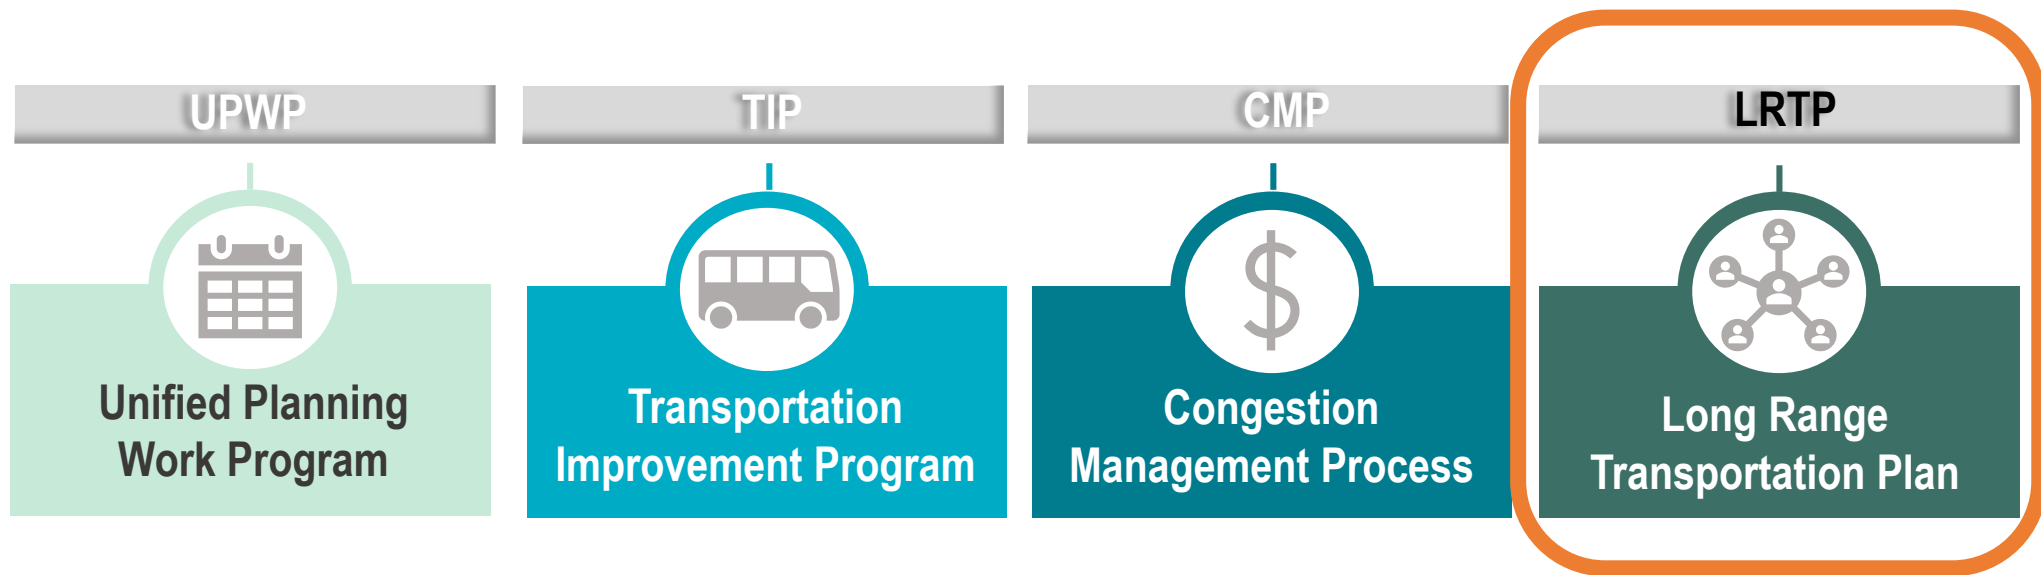 UPWP
TIP
CMP
LRTP
Unified Planning
Work Program
Transportation
Improvement Program
Congestion
Management Process
Long Range
Transportation Plan